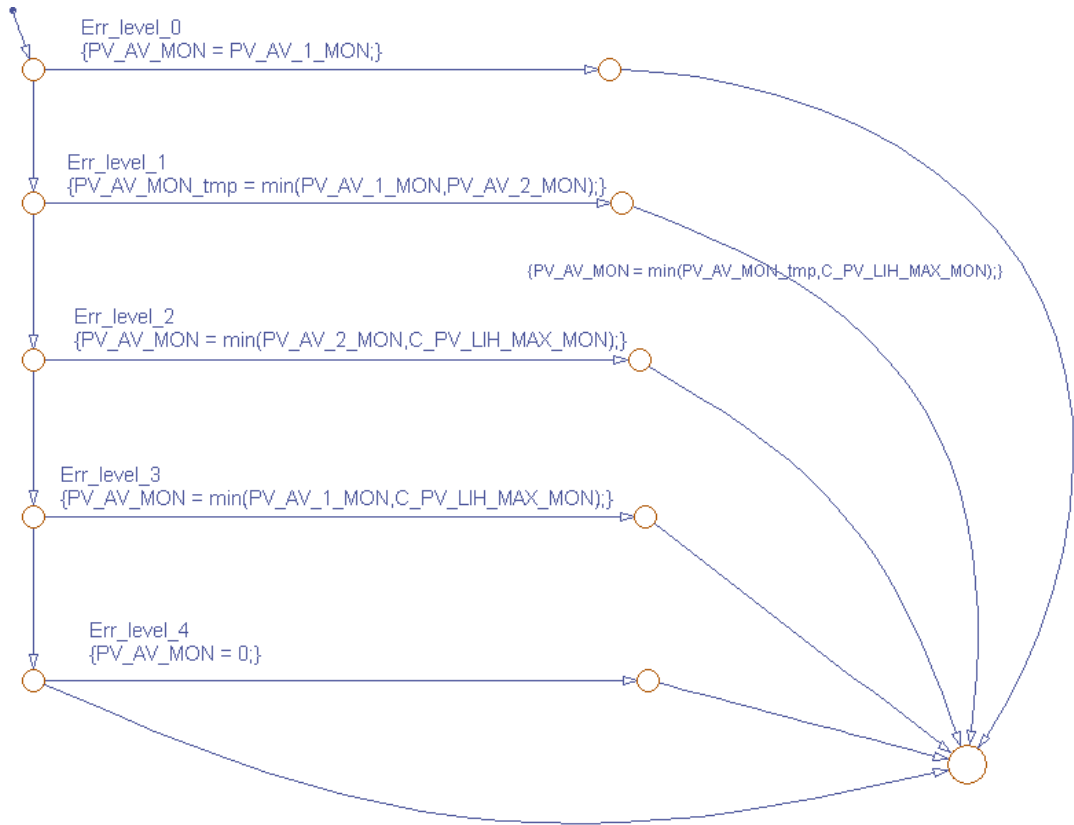 Err_level_0
{PV_AV_MON = PV_AV_1_MON;}
Err_level_1
{PV_AV_MON_tmp = min(PV_AV_1_MON,PV_AV_2_MON);}
{PV_AV_MON = min(PV_AV_MON_tmp,C_PV_LIH_MAX_MON);}
Err_level_2
{PV_AV_MON = min(PV_AV_2_MON,C_PV_LIH_MAX_MON);}
Err_level_3
{PV_AV_MON = min(PV_AV_1_MON,C_PV_LIH_MAX_MON);}
Err_level_4
{PV_AV_MON = 0;}